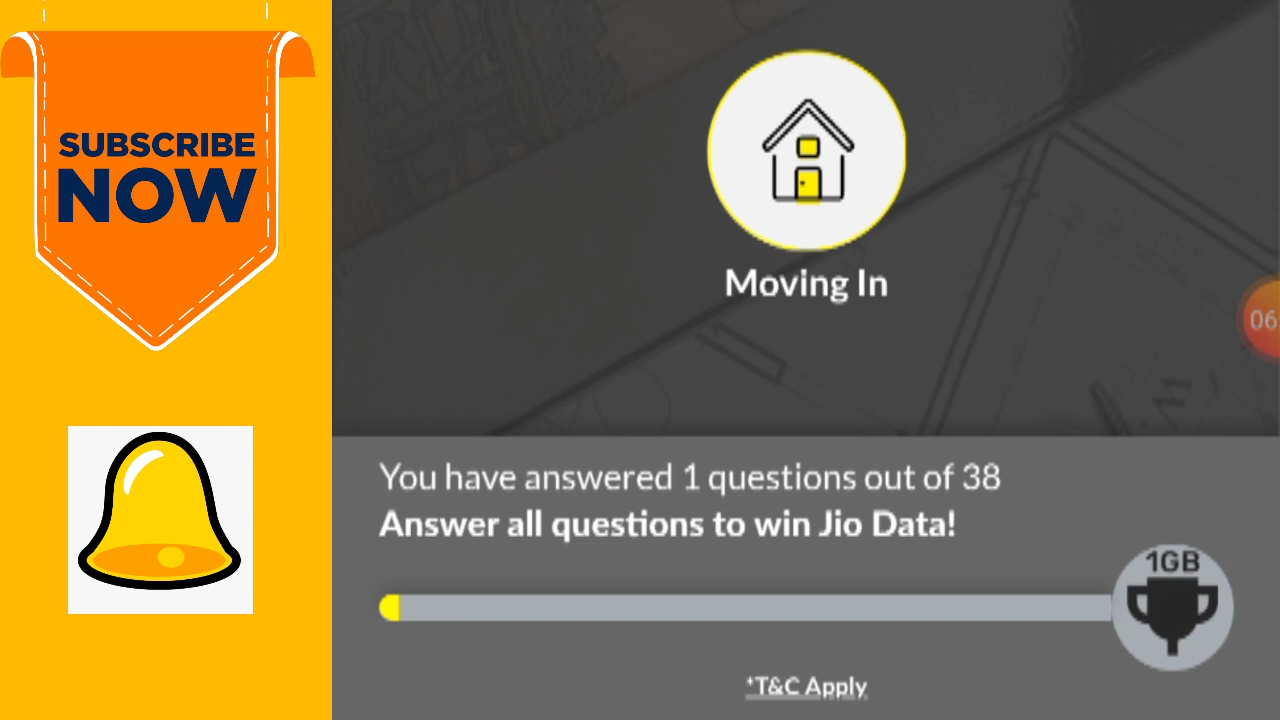 SUBSCRIBE
NOW
Moving In
06
You have answered 1 questions out of 38
Answer all questions to win Jio Data!
1GB
*T&C Apply